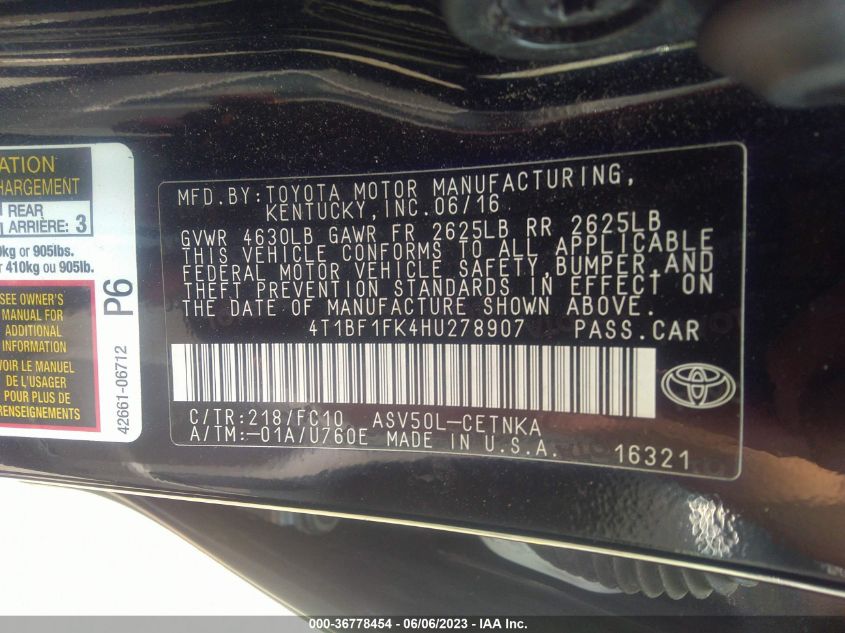 ATION
CHARGEMENT
REAR
ARRIÈRE: 3
kg or 905lbs.
r 410kg ou 905lb.
SEE OWNER'S
MANUAL FOR
ADDITIONAL
INFORMATION
VOIR LE MANUEL
DE L'USAGER
POUR PLUS DE
RENSEIGNEMENTS
P6
42661-06712
MFD.BY:TOYOTA MOTOR MANUFACTURING,
KENTUCKY,INC.06/16
GVWR 4630LB GAWR FR 2625LB RR 2625LB
THIS VEHICLE CONFORMS TO ALL APPLICABLE
FEDERAL MOTOR VEHICLE SAFETY,BUMPER,AND
THEFT PREVENTION STANDARDS IN EFFECT ON
THE DATE OF MANUFACTURE SHOWN ABOVE.
4T1BF1FK4HU278907 PASS.CAR
C/TR:218/FC10 ASV50L-CETNKA
A/TM:-01A/U760E MADE IN U.S.A.
16321
000-36778454 - 06/06/2023 - IAA Inc.